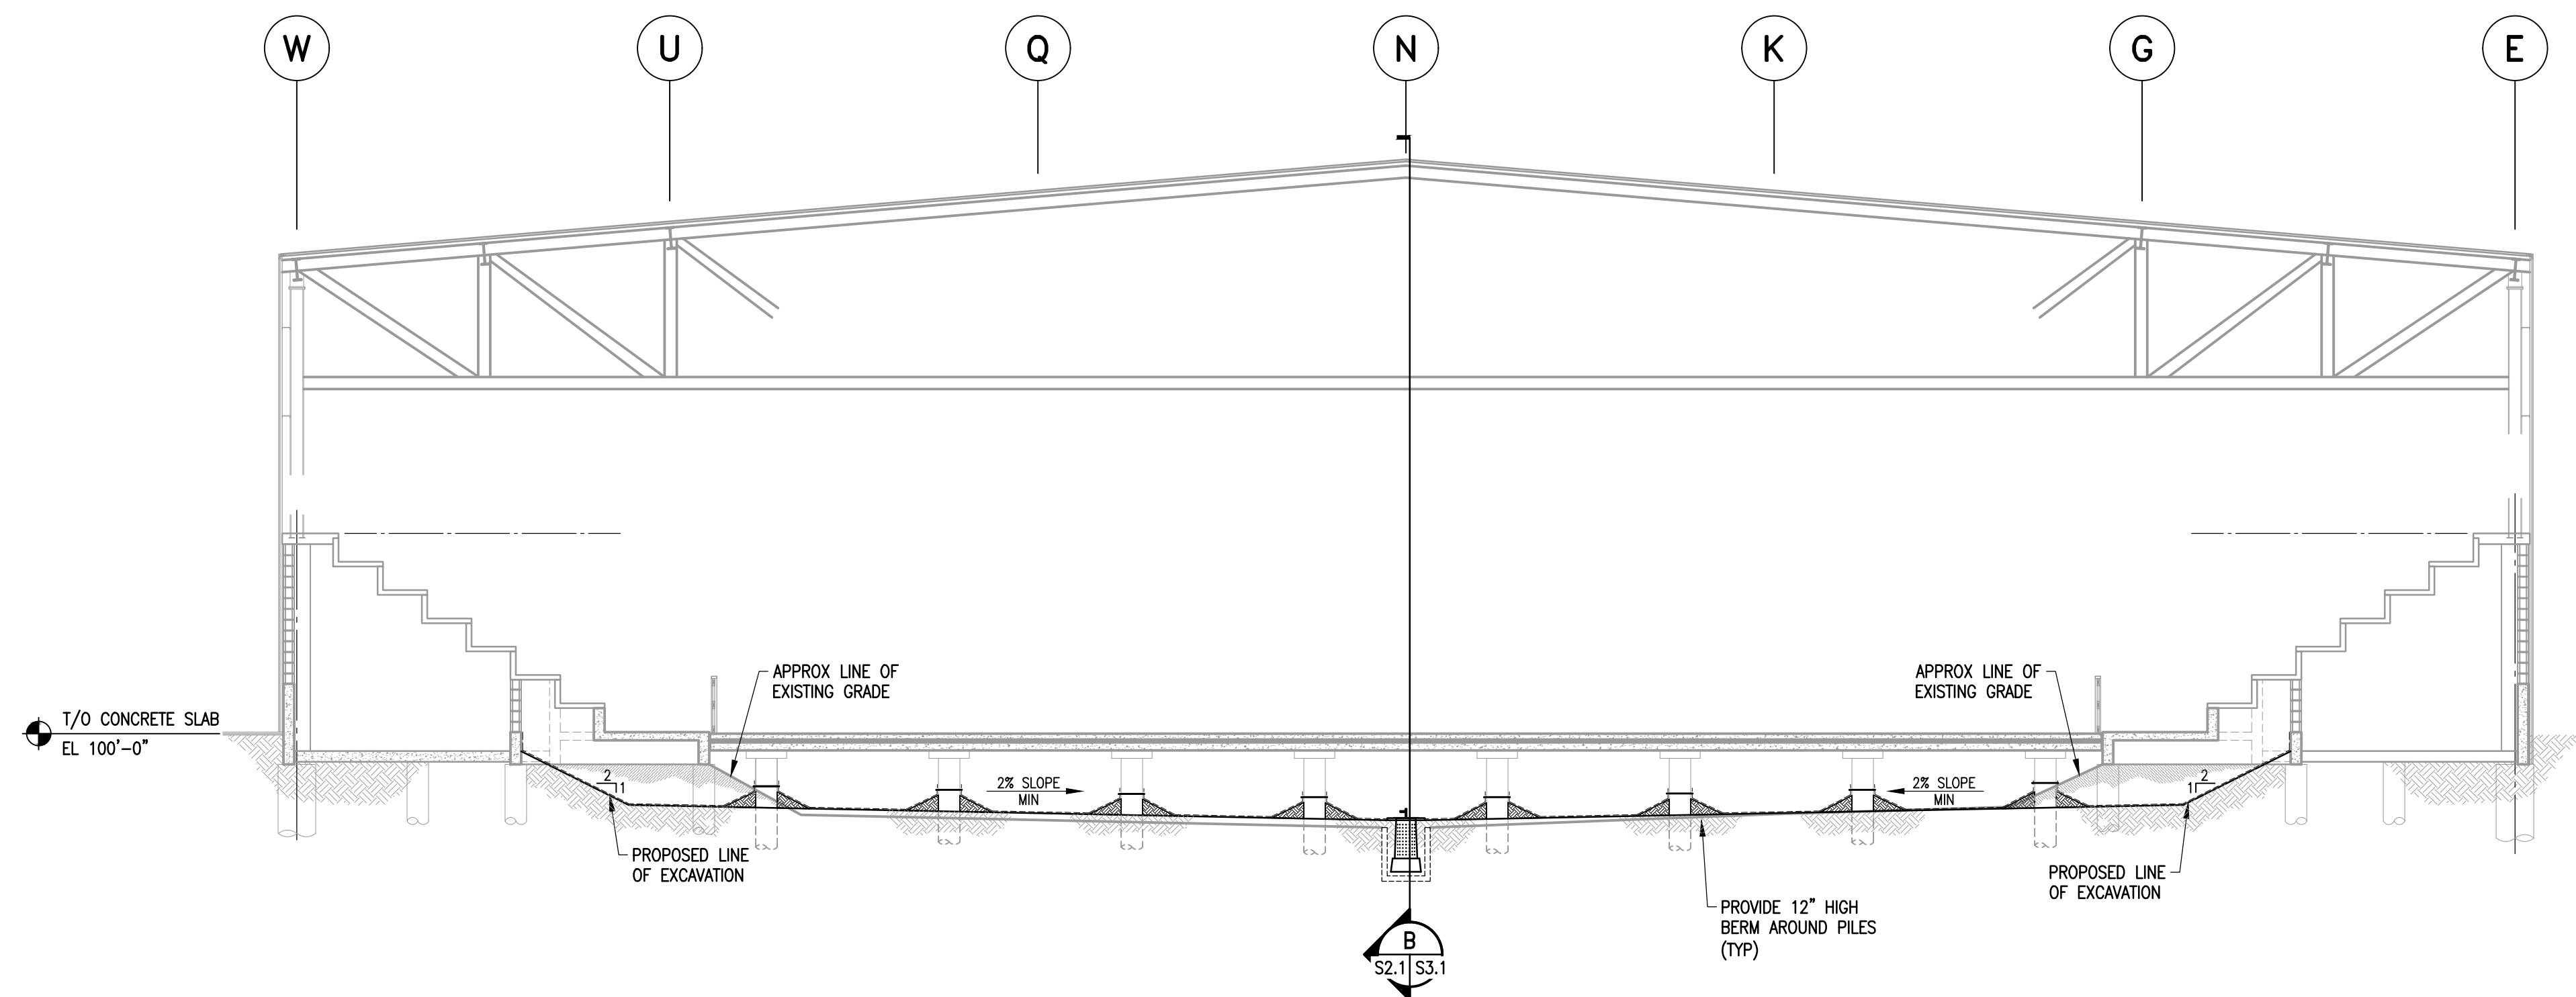 W
U
Q
N
K
G
E
APPROX LINE OF
EXISTING GRADE
APPROX LINE OF
EXISTING GRADE
T/O CONCRETE SLAB
EL 100'-0"
2
1
2% SLOPE
MIN
2% SLOPE
MIN
2
1
PROPOSED LINE
OF EXCAVATION
PROPOSED LINE
OF EXCAVATION
PROVIDE 12" HIGH
BERM AROUND PILES
(TYP)
B
S2.1 S3.1